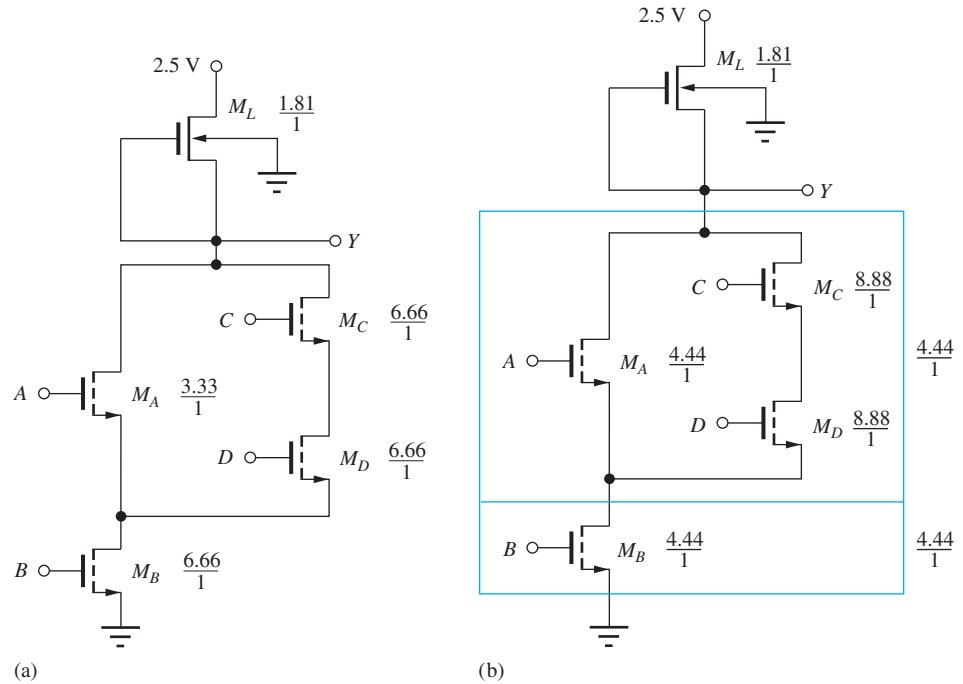 2.5 V
M_L 1.81/1
Y
C
M_C 6.66/1
A
M_A 3.33/1
D
M_D 6.66/1
B
M_B 6.66/1
(a)
2.5 V
M_L 1.81/1
Y
C
M_C 8.88/1
A
M_A 4.44/1
4.44/1
D
M_D 8.88/1
B
M_B 4.44/1
4.44/1
(b)